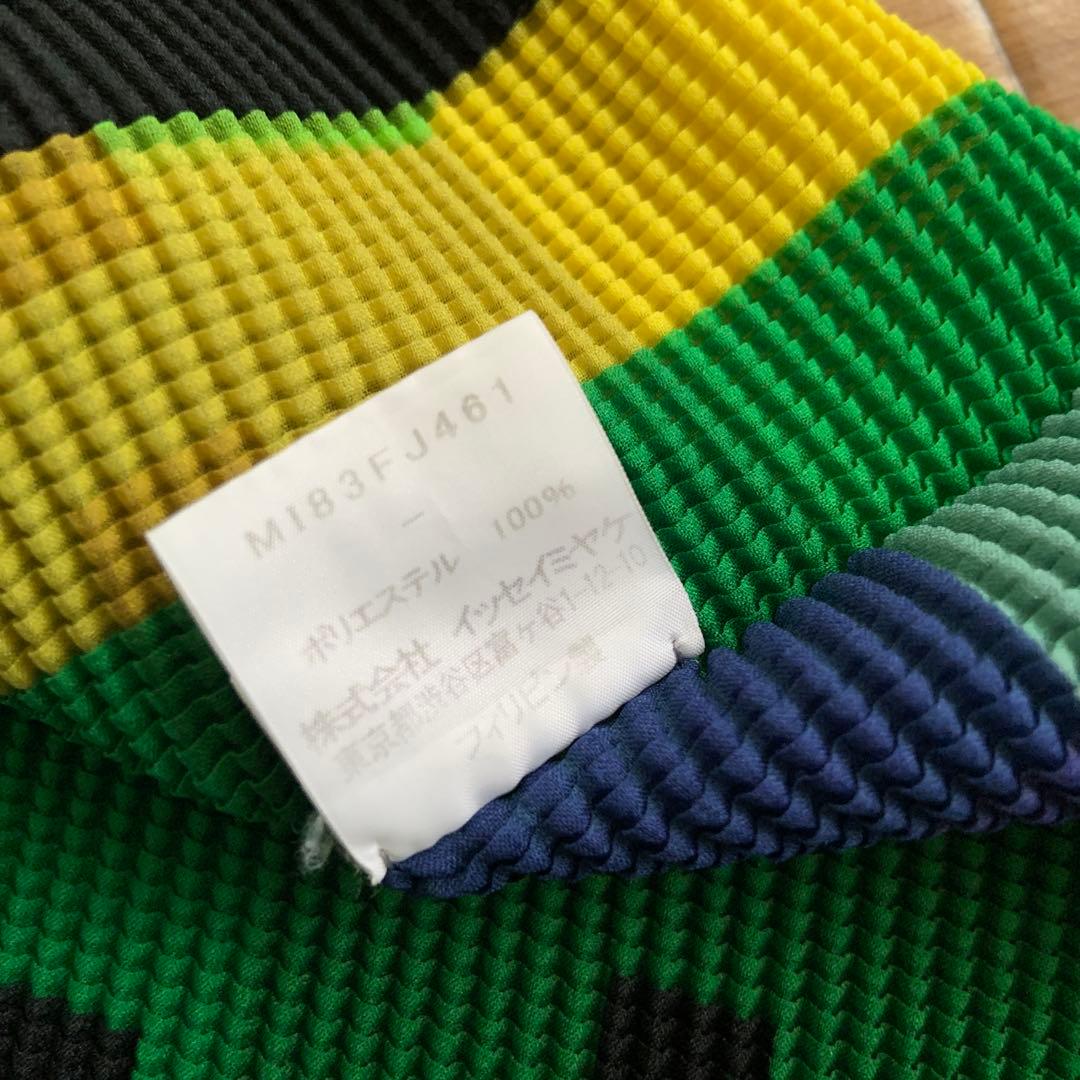 MI83FJ461
–
ポリエステル 100%
株式会社 イッセイミヤケ
東京都渋谷区富ヶ谷1-12-10
フィリピン製